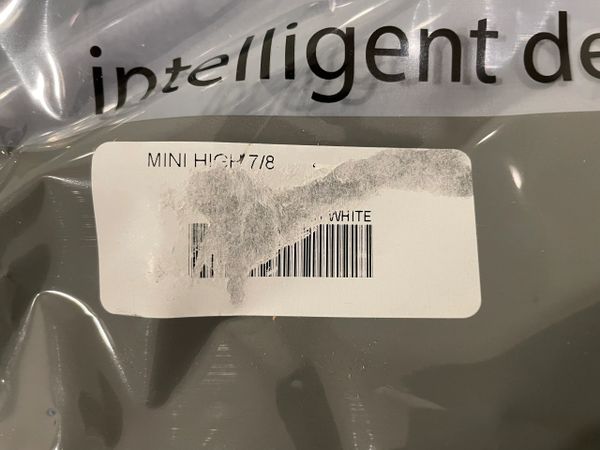 intelligent de
MINI HIGH 7/8
WHITE